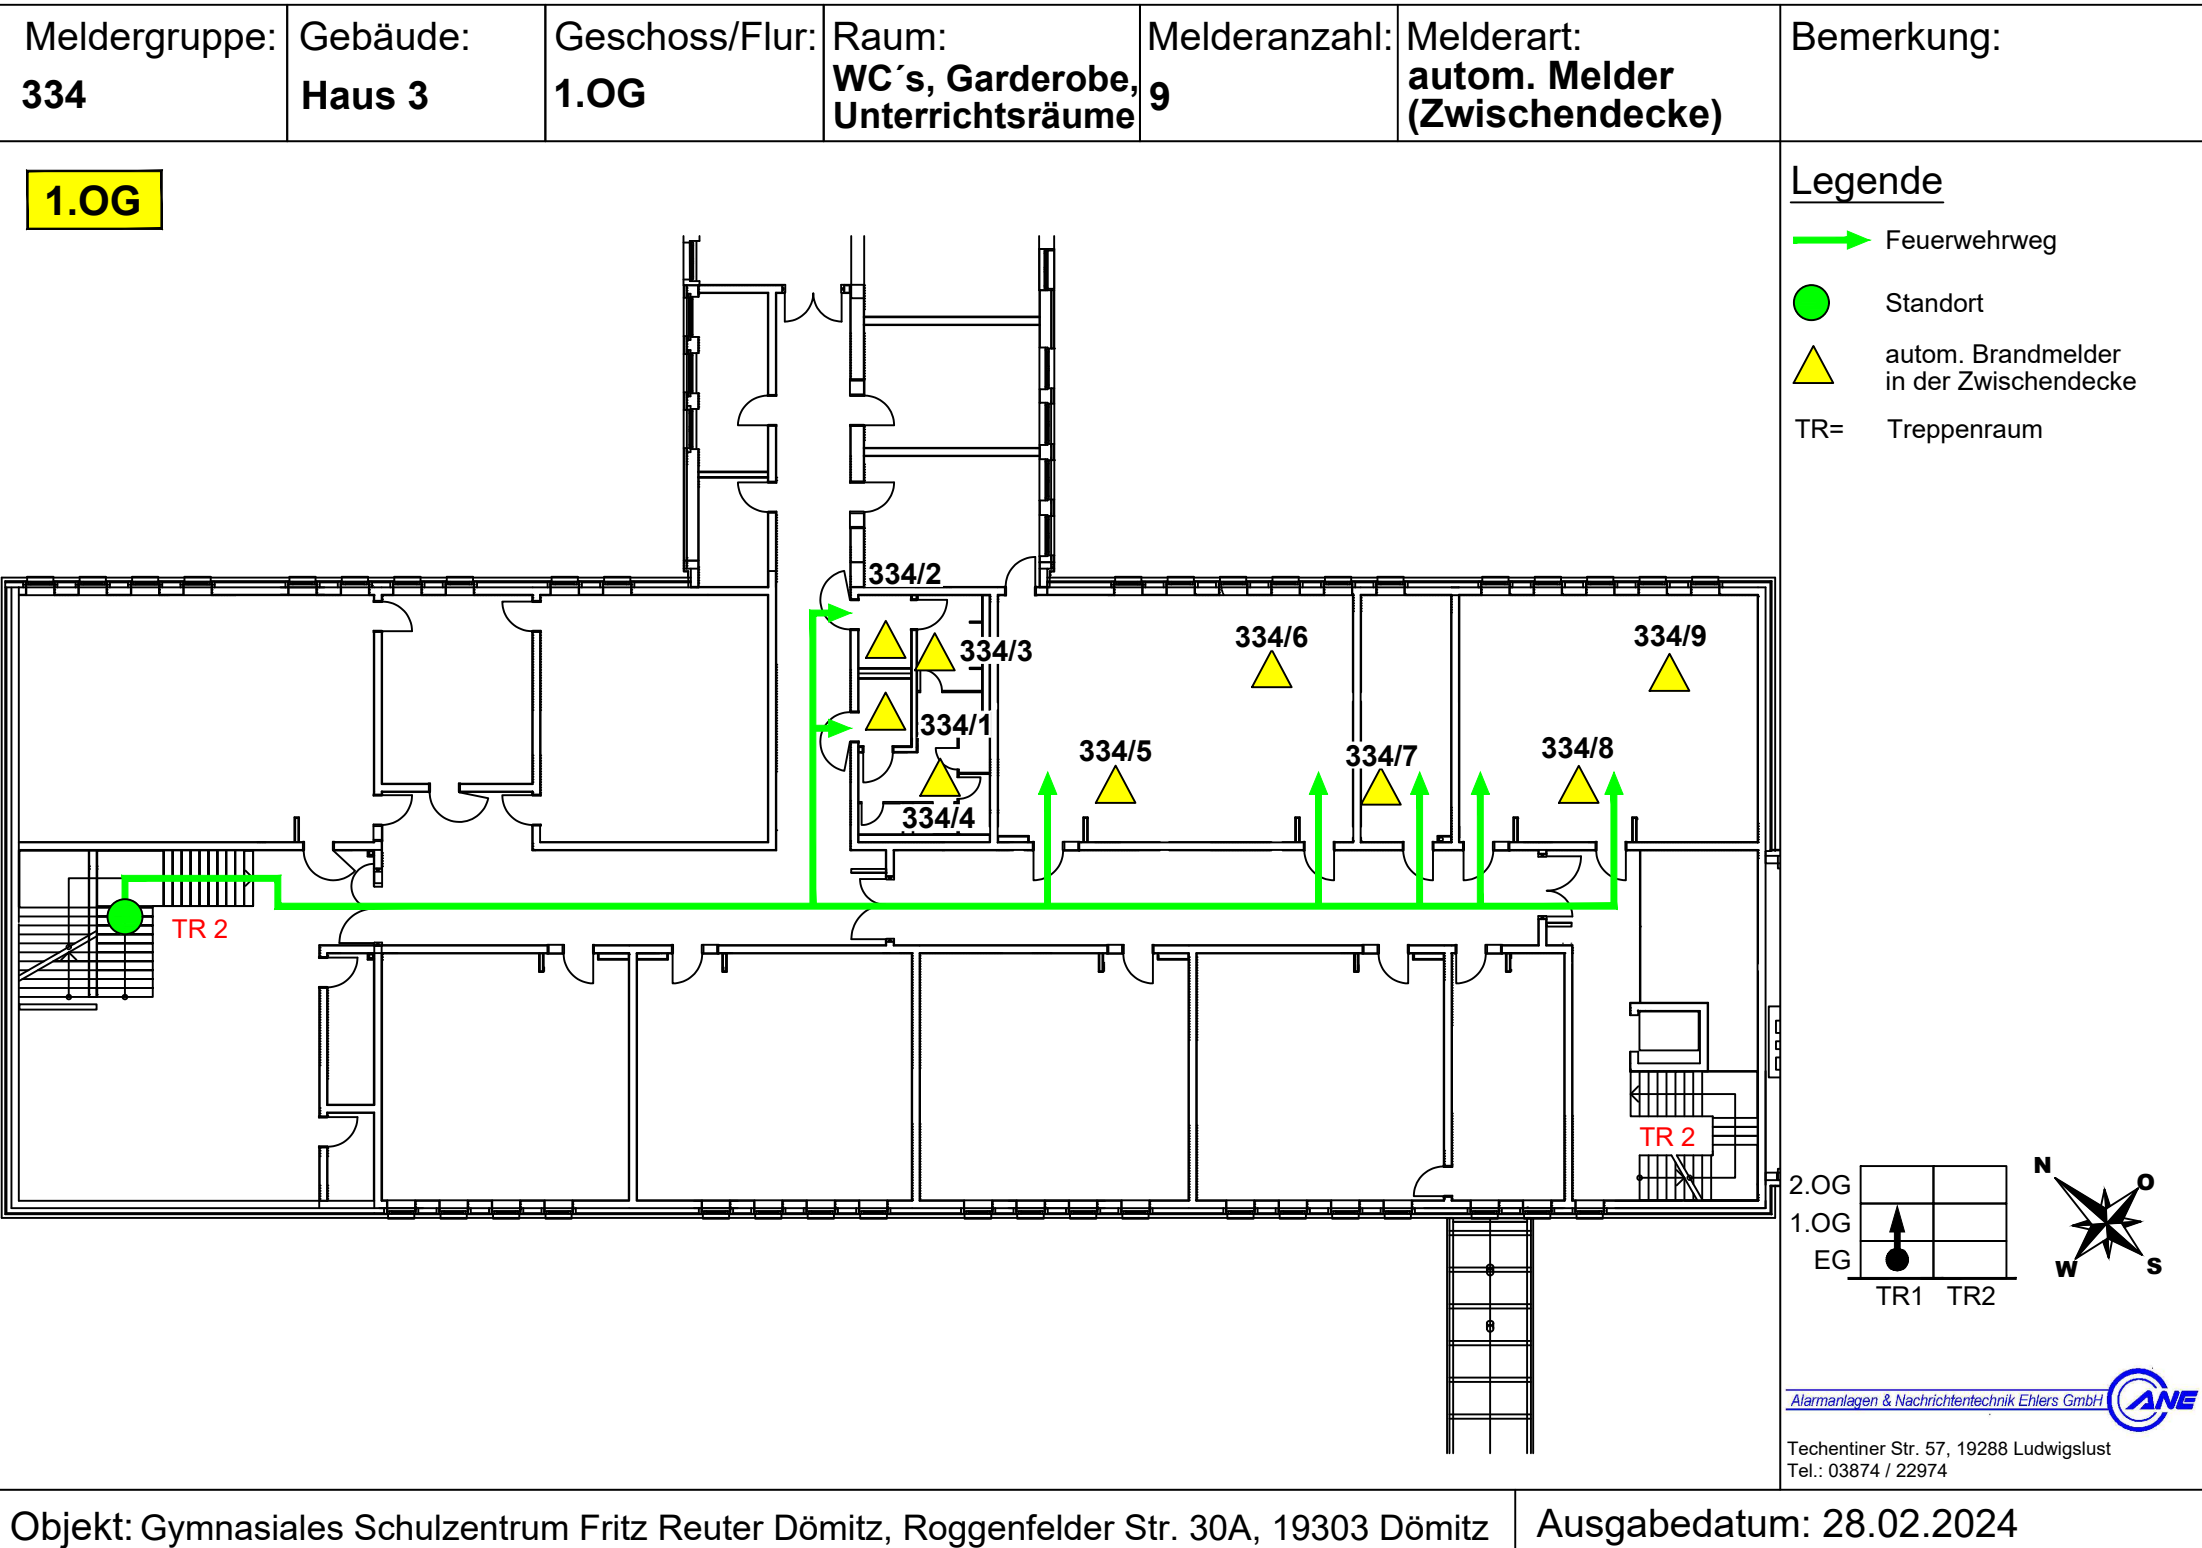 Meldergruppe:
334
Gebäude:
Haus 3
Geschoss/Flur:
1.OG
Raum:
WC´s, Garderobe,
Unterrichtsräume
Melderanzahl:
9
Melderart:
autom. Melder
(Zwischendecke)
Bemerkung:
1.OG
Legende
Feuerwehrweg
Standort
autom. Brandmelder
in der Zwischendecke
TR= Treppenraum
334/2
334/3
334/6
334/9
334/1
334/5
334/7
334/8
334/4
TR 2
TR 2
2.OG
1.OG
EG
TR1 TR2
N
O
W
S
Alarmanlagen & Nachrichtentechnik Ehlers GmbH
ANE
Techentiner Str. 57, 19288 Ludwigslust
Tel.: 03874 / 22974
Objekt: Gymnasiales Schulzentrum Fritz Reuter Dömitz, Roggenfelder Str. 30A, 19303 Dömitz
Ausgabedatum: 28.02.2024